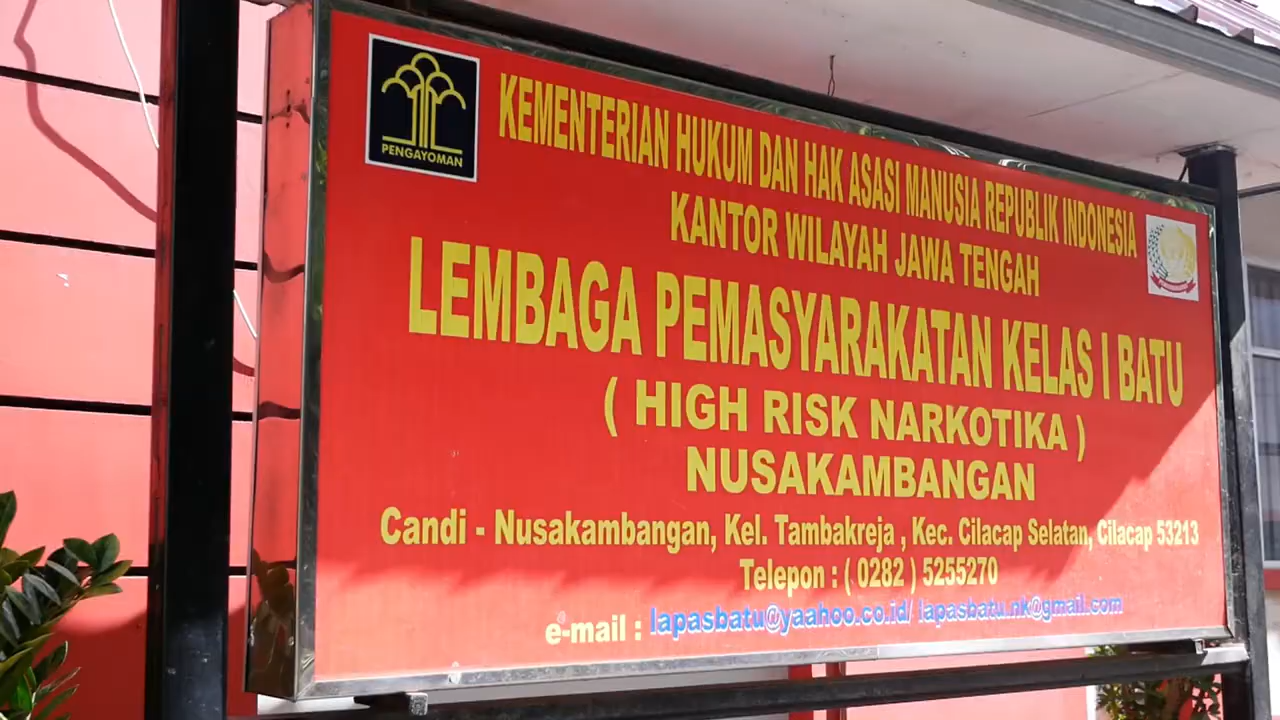 PENGAYOMAN
KEMENTERIAN HUKUM DAN HAK ASASI MANUSIA REPUBLIK INDONESIA
KANTOR WILAYAH JAWA TENGAH
LEMBAGA PEMASYARAKATAN KELAS I BATU
( HIGH RISK NARKOTIKA )
NUSAKAMBANGAN
Candi - Nusakambangan, Kel. Tambakreja , Kec. Cilacap Selatan, Cilacap 53213
Telepon : ( 0282 ) 5255270
e-mail : lapasbatu@yaahoo.co.id/ lapasbatu.nk@gmail.com